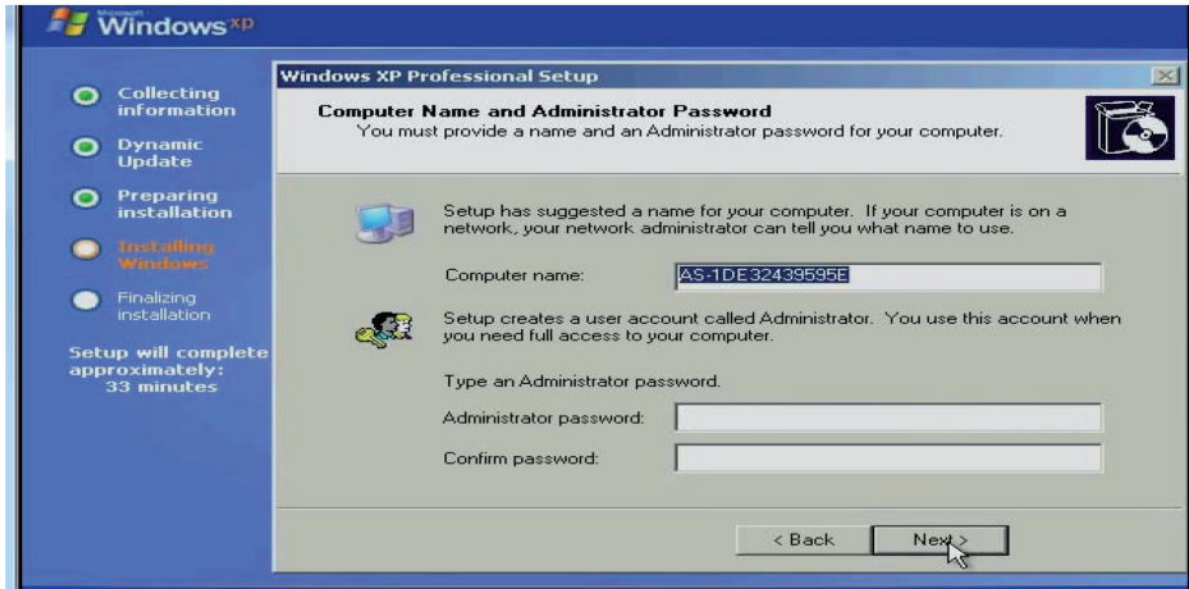 Microsoft
Windows xp
Collecting
information
Dynamic
Update
Preparing
installation
Installing
Windows
Finalizing
installation
Setup will complete
approximately:
33 minutes
Windows XP Professional Setup
Computer Name and Administrator Password
You must provide a name and an Administrator password for your computer.
Setup has suggested a name for your computer. If your computer is on a
network, your network administrator can tell you what name to use.
Computer name: AS-1DE32439595E
Setup creates a user account called Administrator. You use this account when
you need full access to your computer.
Type an Administrator password.
Administrator password:
Confirm password:
< Back Next >